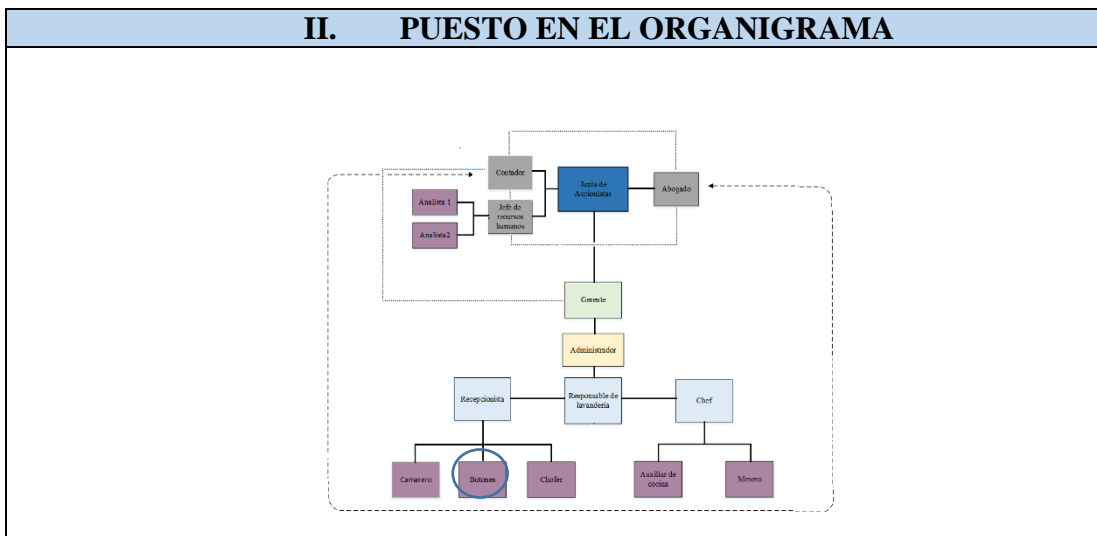 II. PUESTO EN EL ORGANIGRAMA
Contador
Junta de
Accionistas
Abogado
Analista 1
Jefe de
recursos
humanos
Analista2
Gerente
Administrador
Recepcionista
Responsable de
lavandería
Chef
Camarero
Botones
Chofer
Auxiliar de
cocina
Mesero